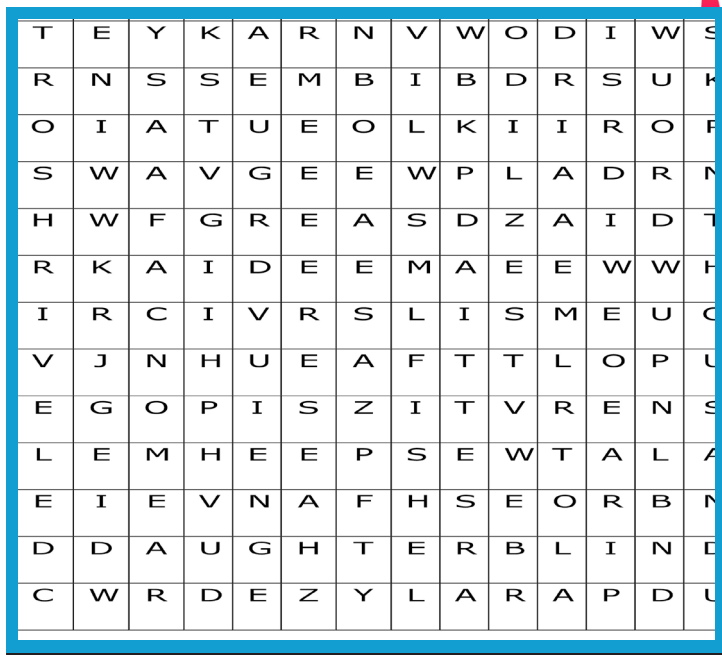 T E Y K A R N V W O D I W
R N S S E M B I B D R S U
O I A T U E O L K I I R O
S W A V G E E W P L A D R
H W F G R E A S D Z A I D
R K A I D E E M A E E W W
I R C I V R S L I S M E U
V J N H U E A F T T L O P
E G O P I S Z I T V R E N
L E M H E E P S E W T A L
E I E V N A F H S E O R B
D D A U G H T E R B L I N
C W R D E Z Y L A R A P D